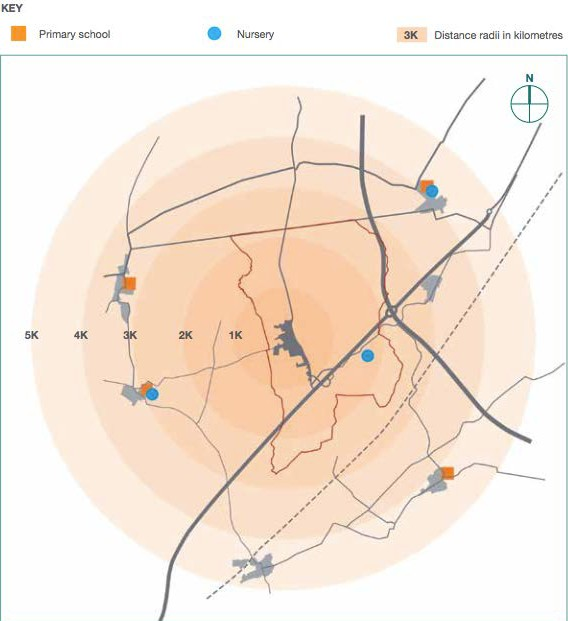 KEY
Primary school
Nursery
3K Distance radii in kilometres
N
5K 4K 3K 2K 1K